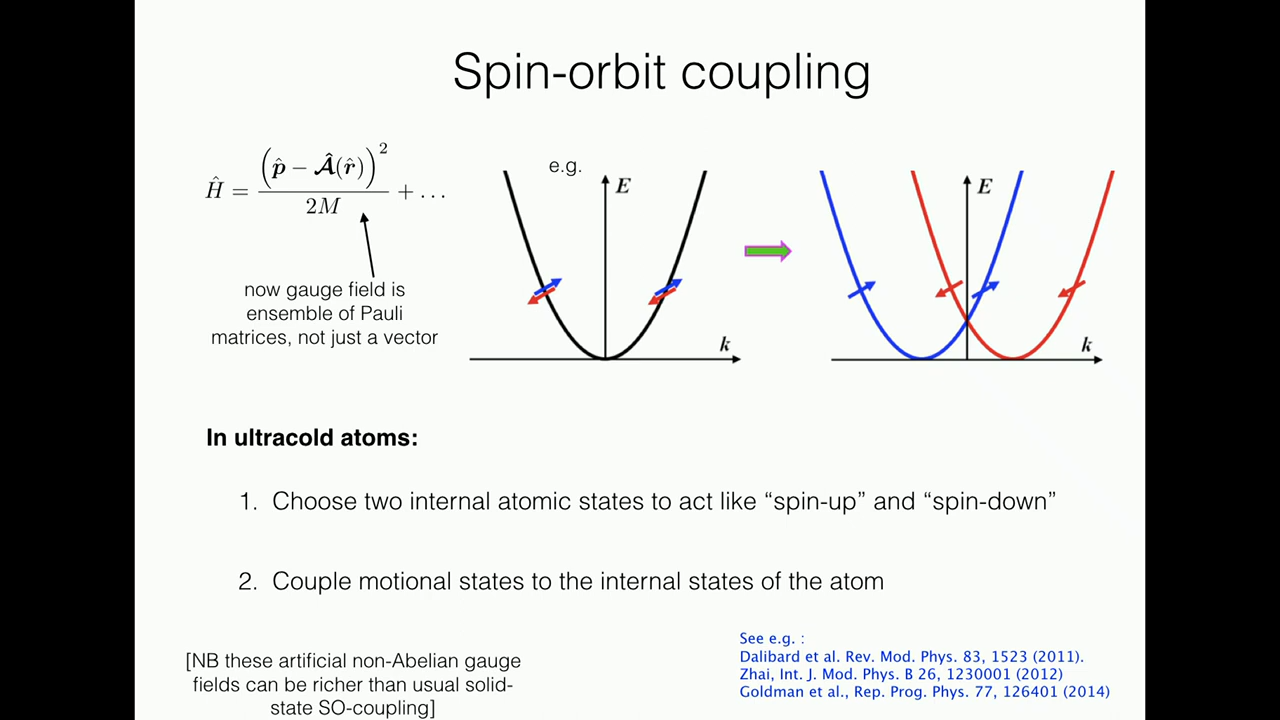 Spin-orbit coupling
Ĥ = (p̂ − 𝓐̂(r̂))² / 2M + . . .
now gauge field is
ensemble of Pauli
matrices, not just a vector
e.g.
E
k
E
k
In ultracold atoms:
1. Choose two internal atomic states to act like “spin-up” and “spin-down”
2. Couple motional states to the internal states of the atom
[NB these artificial non-Abelian gauge
fields can be richer than usual solid-
state SO-coupling]
See e.g. :
Dalibard et al. Rev. Mod. Phys. 83, 1523 (2011).
Zhai, Int. J. Mod. Phys. B 26, 1230001 (2012)
Goldman et al., Rep. Prog. Phys. 77, 126401 (2014)